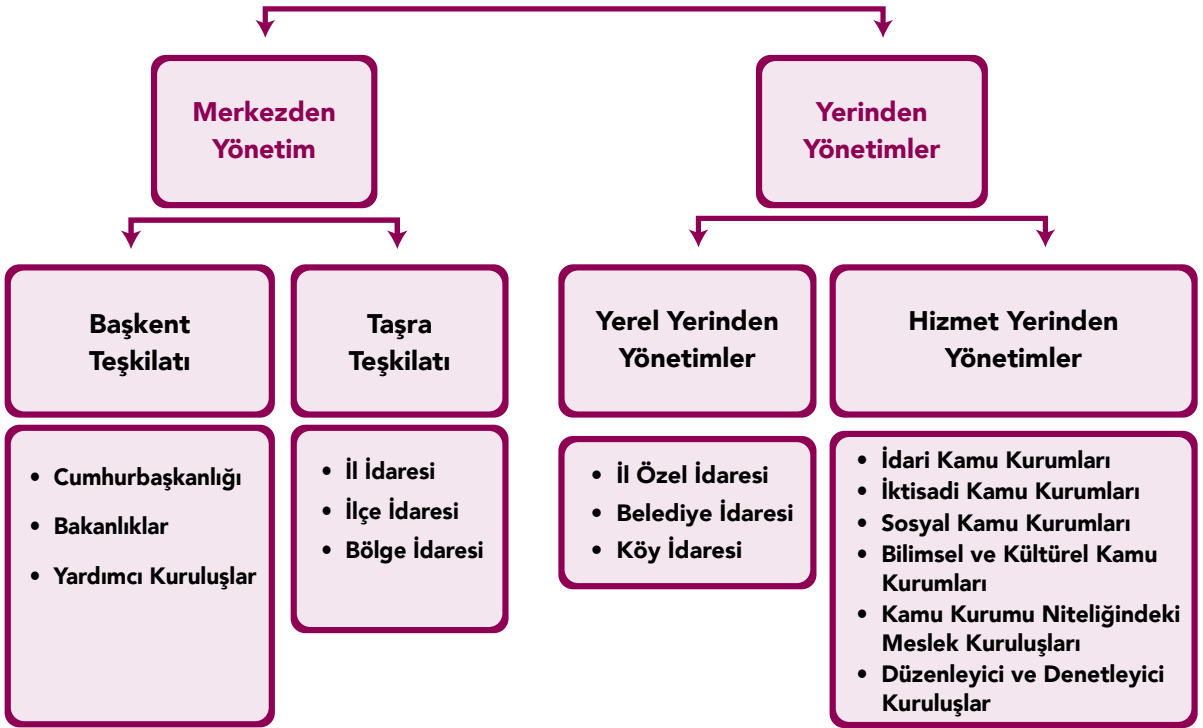 Merkezden
Yönetim
Yerinden
Yönetimler
Başkent
Teşkilatı
Taşra
Teşkilatı
Yerel Yerinden
Yönetimler
Hizmet Yerinden
Yönetimler
• Cumhurbaşkanlığı
• Bakanlıklar
• Yardımcı Kuruluşlar
• İl İdaresi
• İlçe İdaresi
• Bölge İdaresi
• İl Özel İdaresi
• Belediye İdaresi
• Köy İdaresi
• İdari Kamu Kurumları
• İktisadi Kamu Kurumları
• Sosyal Kamu Kurumları
• Bilimsel ve Kültürel Kamu
Kurumları
• Kamu Kurumu Niteliğindeki
Meslek Kuruluşları
• Düzenleyici ve Denetleyici
Kuruluşlar